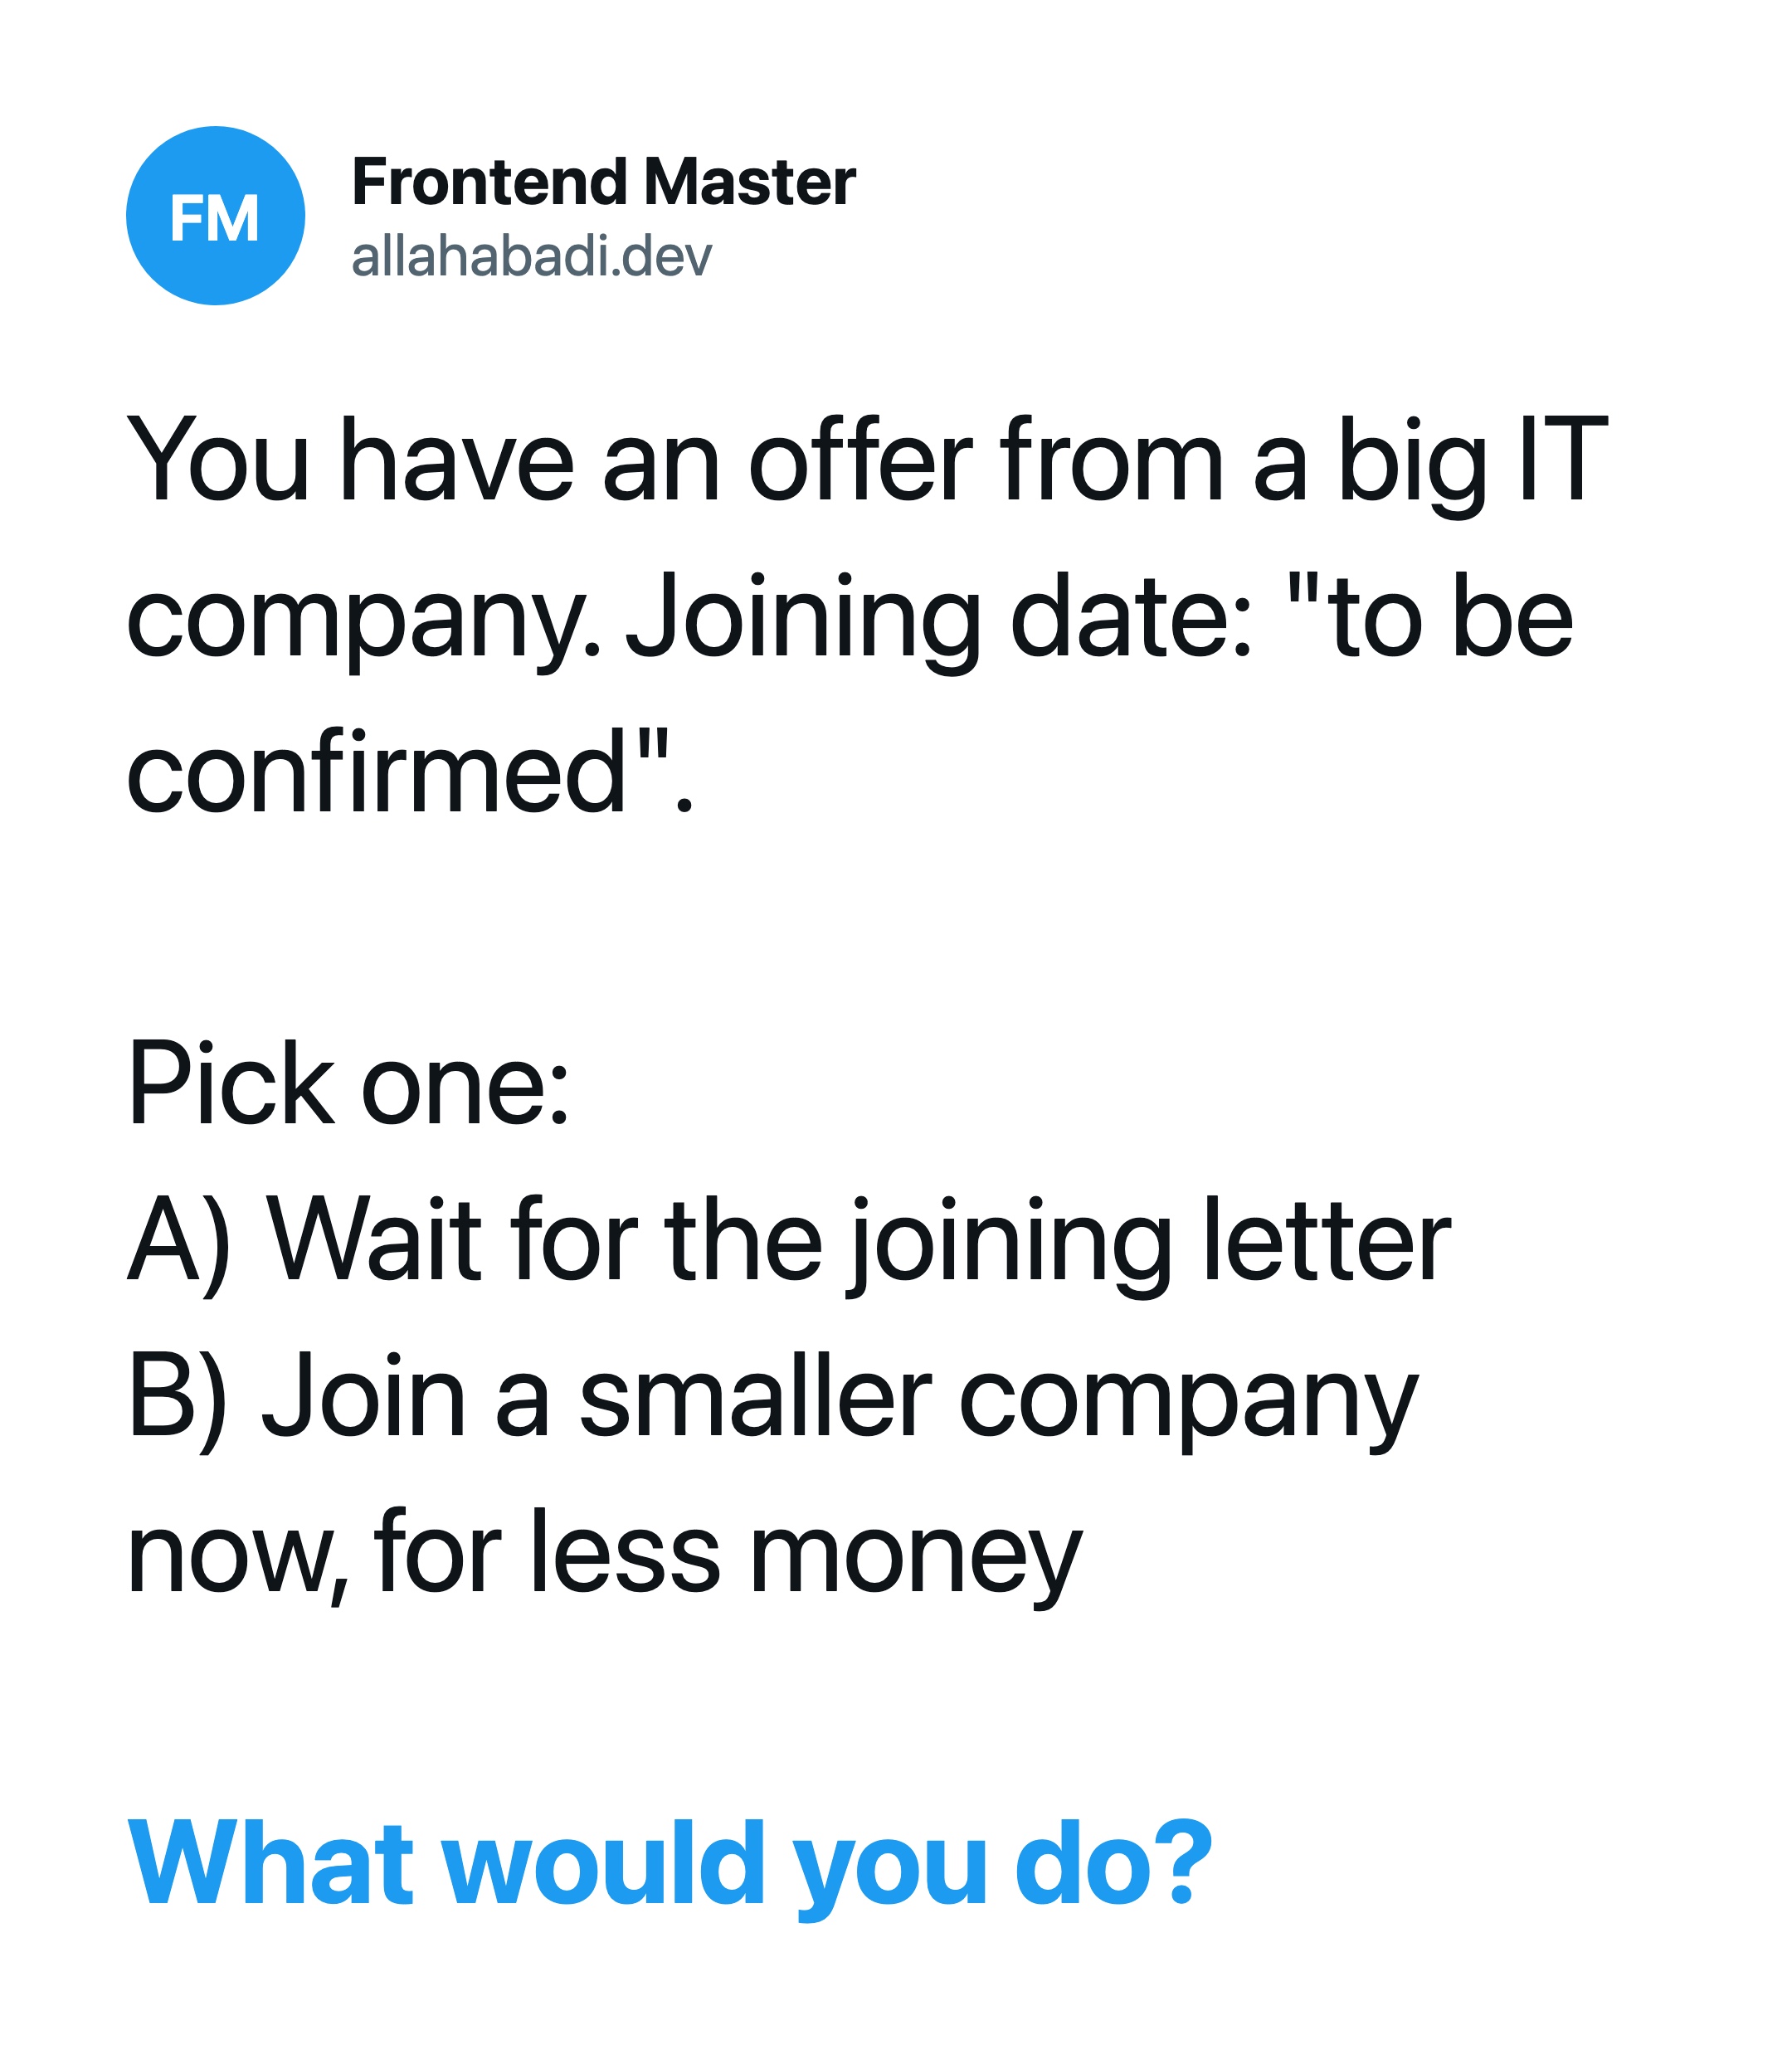 FM
Frontend Master
allahabadi.dev
You have an offer from a big IT
company. Joining date: "to be
confirmed".
Pick one:
A) Wait for the joining letter
B) Join a smaller company
now, for less money
What would you do?